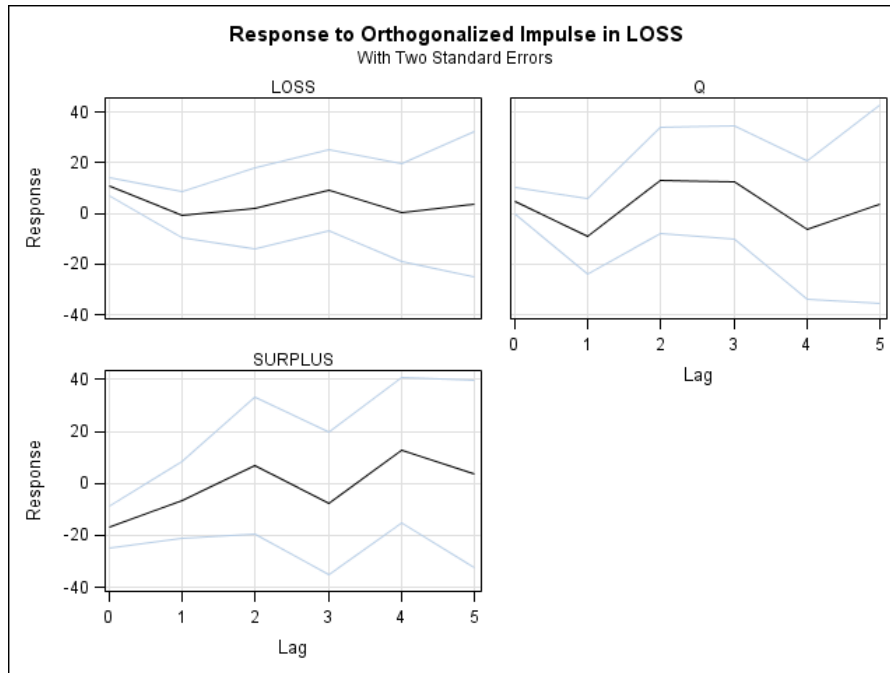 Response to Orthogonalized Impulse in LOSS
With Two Standard Errors
LOSS
Q
40
20
0
-20
-40
Response
0 1 2 3 4 5
Lag
SURPLUS
40
20
0
-20
-40
Response
0 1 2 3 4 5
Lag